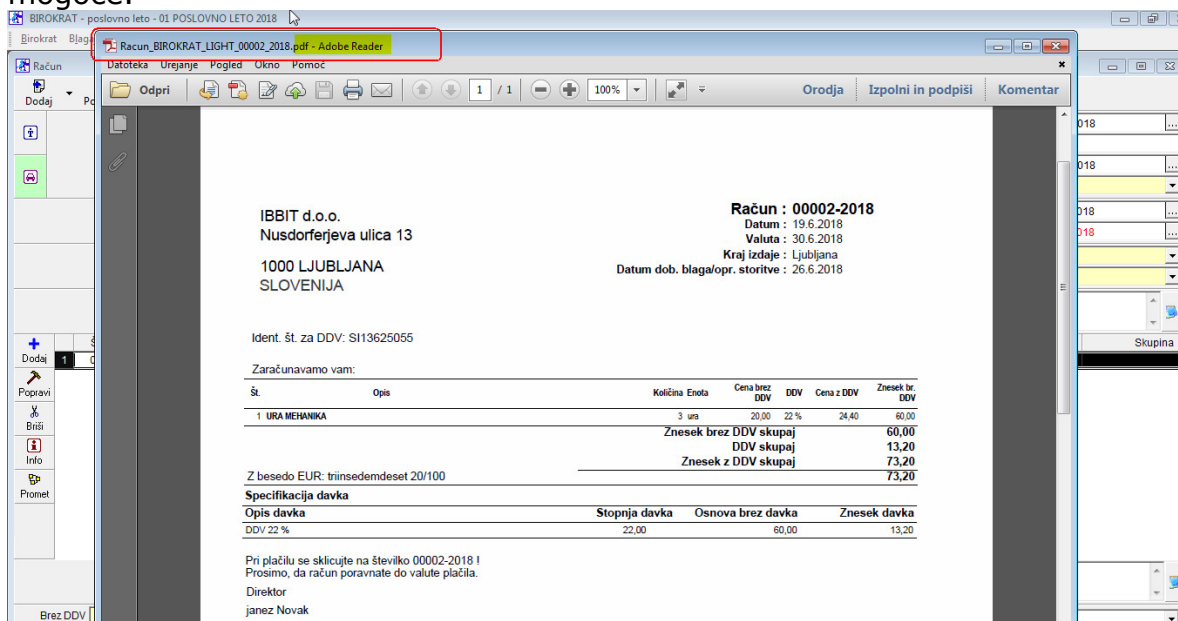 mogoče.
BIROKRAT - poslovno leto - 01 POSLOVNO LETO 2018
Birokrat
Racun_BIROKRAT_LIGHT_00002_2018.pdf - Adobe Reader
Račun
Datoteka Urejanje Pogled Okno Pomoč
Dodaj
Odpri 1 / 1 100% Orodja Izpolni in podpiši Komentar
018
018
018
018
IBBIT d.o.o.
Nusdorferjeva ulica 13
1000 LJUBLJANA
SLOVENIJA
Račun : 00002-2018
Datum : 19.6.2018
Valuta : 30.6.2018
Kraj izdaje : Ljubljana
Datum dob. blaga/opr. storitve : 26.6.2018
Ident. št. za DDV: SI13625055
Zaračunavamo vam:
Št. Opis Količina Enota Cena brez DDV DDV Cena z DDV Znesek br. DDV
1 URA MEHANIKA 3 ura 20,00 22 % 24,40 60,00
Znesek brez DDV skupaj 60,00
DDV skupaj 13,20
Znesek z DDV skupaj 73,20
Z besedo EUR: triinsedemdeset 20/100 73,20
Specifikacija davka
Opis davka Stopnja davka Osnova brez davka Znesek davka
DDV 22 % 22,00 60,00 13,20
Pri plačilu se sklicujte na številko 00002-2018 !
Prosimo, da račun poravnate do valute plačila.
Direktor
janez Novak
Dodaj 1
Popravi
Briši
Info
Promet
Skupina
Brez DDV